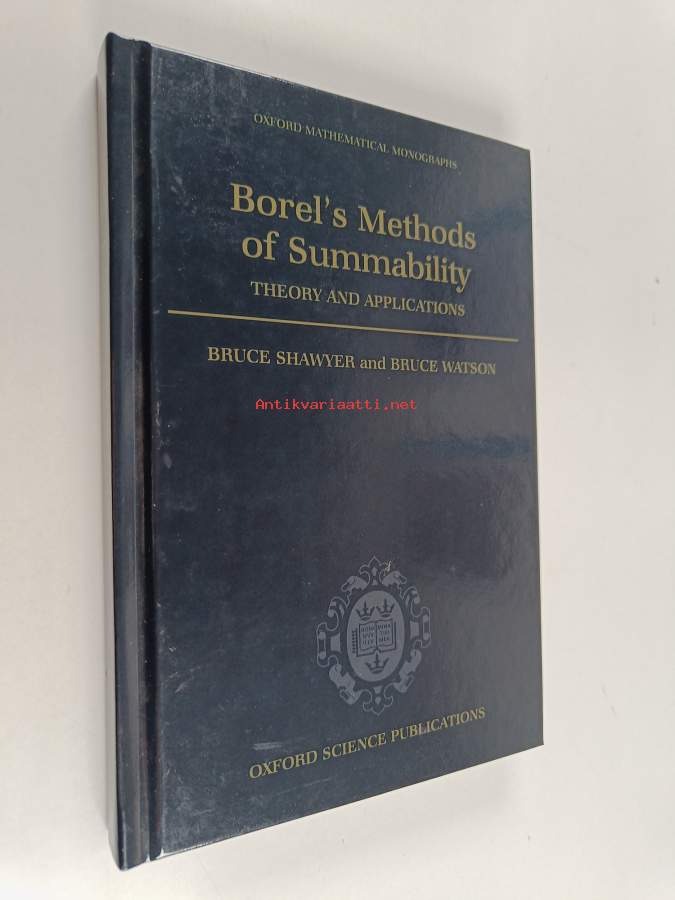 OXFORD MATHEMATICAL MONOGRAPHS
Borel's Methods
of Summability
THEORY AND APPLICATIONS
BRUCE SHAWYER and BRUCE WATSON
Antikvariaatti.net
OXFORD SCIENCE PUBLICATIONS